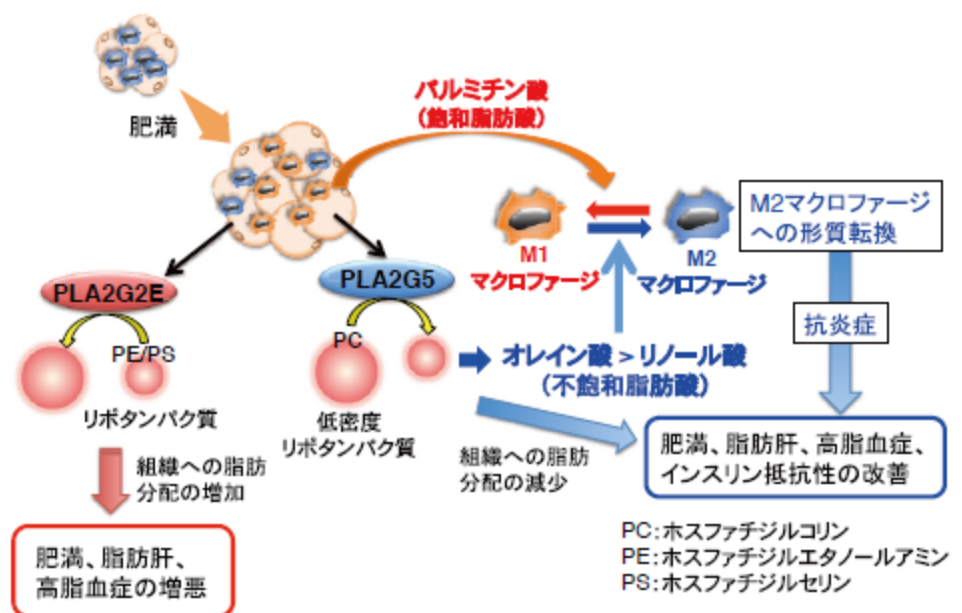 肥満
パルミチン酸
(飽和脂肪酸)
M1
マクロファージ
M2
マクロファージ
M2マクロファージ
への形質転換
抗炎症
PLA2G2E
PE/PS
リポタンパク質
組織への脂肪
分配の増加
肥満、脂肪肝、
高脂血症の増悪
PLA2G5
PC
低密度
リポタンパク質
オレイン酸 > リノール酸
(不飽和脂肪酸)
組織への脂肪
分配の減少
肥満、脂肪肝、高脂血症、
インスリン抵抗性の改善
PC:ホスファチジルコリン
PE:ホスファチジルエタノールアミン
PS:ホスファチジルセリン